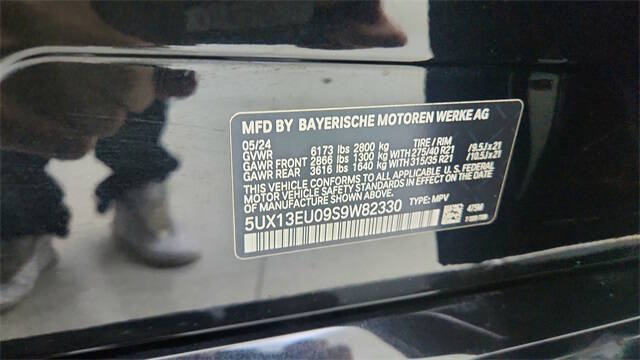 MFD BY BAYERISCHE MOTOREN WERKE AG
05/24
GVWR 6173 lbs 2800 kg TIRE / RIM
GAWR FRONT 2866 lbs 1300 kg WITH 275/40 R21 /9.5Jx21
GAWR REAR 3616 lbs 1640 kg WITH 315/35 R21 /10.5Jx21
THIS VEHICLE CONFORMS TO ALL APPLICABLE U.S. FEDERAL
MOTOR VEHICLE SAFETY STANDARDS IN EFFECT ON THE DATE
OF MANUFACTURE SHOWN ABOVE.
5UX13EU09S9W82330 TYPE: MPV
475M